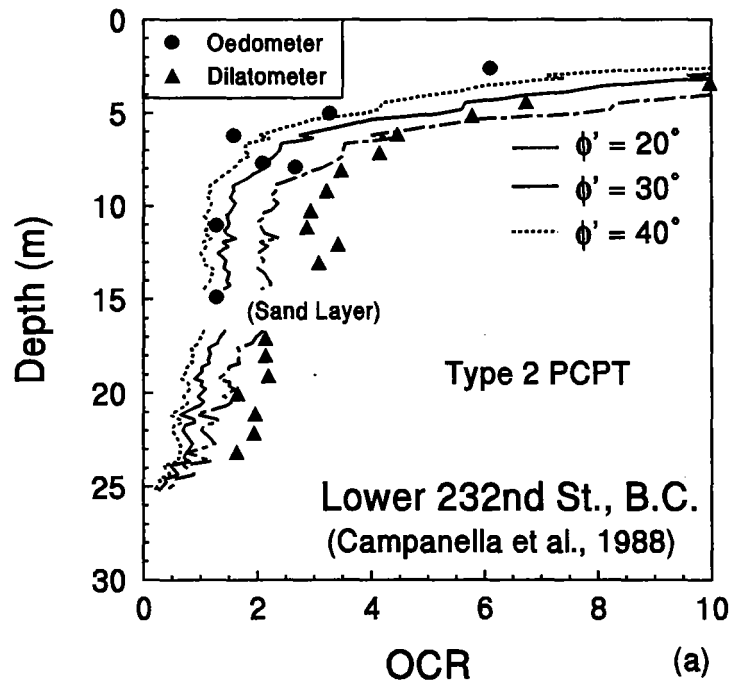 0
5
10
15
20
25
30
Depth (m)
Oedometer
Dilatometer
ϕ' = 20°
ϕ' = 30°
ϕ' = 40°
(Sand Layer)
Type 2 PCPT
Lower 232nd St., B.C.
(Campanella et al., 1988)
0 2 4 6 8 10
OCR
(a)